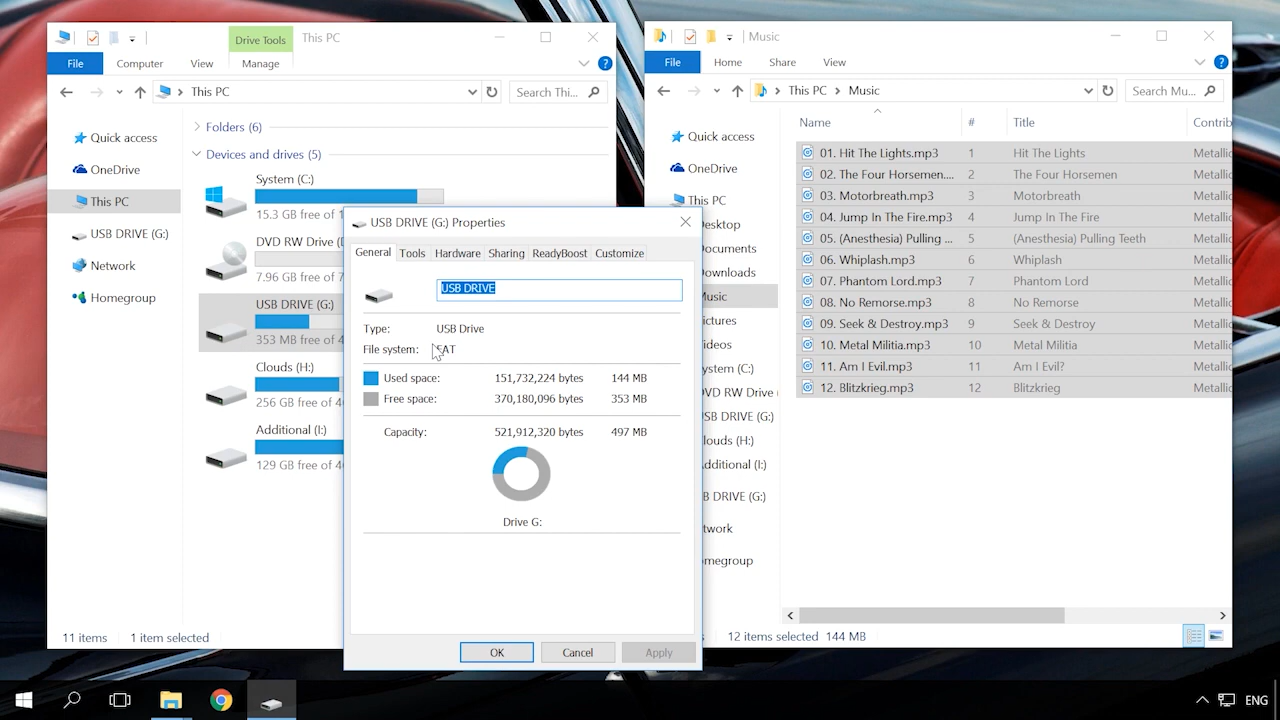 Drive Tools
This PC
File
Computer
View
Manage
This PC
Search Thi...
Quick access
OneDrive
This PC
USB DRIVE (G:)
Network
Homegroup
Folders (6)
Devices and drives (5)
System (C:)
15.3 GB free of 1
DVD RW Drive (
7.96 GB free of 
USB DRIVE (G:)
353 MB free of 
Clouds (H:)
256 GB free of 4
Additional (I:)
129 GB free of 4
11 items
1 item selected
USB DRIVE (G:) Properties
General
Tools
Hardware
Sharing
ReadyBoost
Customize
USB DRIVE
Type:
USB Drive
File system:
FAT
Used space:
151,732,224 bytes
144 MB
Free space:
370,180,096 bytes
353 MB
Capacity:
521,912,320 bytes
497 MB
Drive G:
OK
Cancel
Apply
Music
File
Home
Share
View
This PC
Music
Search Mu...
Quick access
OneDrive
This PC
esktop
ocuments
ownloads
Music
ictures
ideos
ystem (C:)
VD RW Drive (
SB DRIVE (G:)
louds (H:)
dditional (I:)
B DRIVE (G:)
twork
omegroup
Name
#
Title
Contrib
01. Hit The Lights.mp3 1 Hit The Lights Metallic
02. The Four Horsemen.... 2 The Four Horsemen Metallic
03. Motorbreath.mp3 3 Motorbreath Metallic
04. Jump In The Fire.mp3 4 Jump In The Fire Metallic
05. (Anesthesia) Pulling ... 5 (Anesthesia) Pulling Teeth Metallic
06. Whiplash.mp3 6 Whiplash Metallic
07. Phantom Lord.mp3 7 Phantom Lord Metallic
08. No Remorse.mp3 8 No Remorse Metallic
09. Seek & Destroy.mp3 9 Seek & Destroy Metallic
10. Metal Militia.mp3 10 Metal Militia Metallic
11. Am I Evil.mp3 11 Am I Evil? Metallic
12. Blitzkrieg.mp3 12 Blitzkrieg Metallic
12 items selected 144 MB
ENG